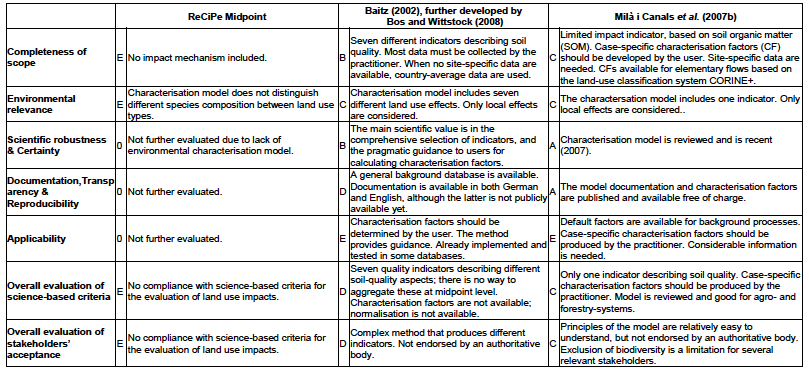 ReCiPe Midpoint
Baitz (2002), further developed by
Bos and Wittstock (2008)
Milà i Canals et al. (2007b)
Completeness of
scope
E
No impact mechanism included.
B
Seven different indicators describing soil
quality. Most data must be collected by the
practitioner. When no site-specific data are
available, country-average data are used.
C
Limited impact indicator, based on soil organic matter
(SOM). Case-specific characterisation factors (CF)
should be developed by the user. Site-specific data are
needed. CFs available for elementary flows based on
the land-use classification system CORINE+.
Environmental
relevance
E
Characterisation model does not distinguish
different species composition between land use
types.
C
Characterisation model includes seven
different land use effects. Only local effects
are considered.
C
The charactersation model includes one indicator. Only
local effects are considered..
Scientific robustness
& Certainty
0
Not further evaluated due to lack of
environmental characterisation model.
B
The main scientific value is in the
comprehensive selection of indicators, and
the pragmatic guidance to users for
calculating characterisation factors.
A
Characterisation model is reviewed and is recent
(2007).
Documentation,Transp
arency &
Reproducibility
0
Not further evaluated.
D
A general bakground database is available.
Documentation is available in both German
and English, although the latter is not publicly
available yet.
A
The model documentation and characterisation factors
are published and available free of charge.
Applicability
0
Not further evaluated.
E
Characterisation factors should be
determined by the user. The method
provides guidance. Already implemented and
tested in some databases.
E
Default factors are available for background processes.
Case-specific characterisation factors should be
produced by the practitioner. Considerable information
is needed.
Overall evaluation of
science-based criteria
E
No compliance with science-based criteria for
the evaluation of land use impacts.
D
Seven quality indicators describing different
soil-quality aspects; there is no way to
aggregate these at midpoint level.
Characterisation factors are not available;
normalisation is not available.
C
Only one indicator describing soil quality. Case-specific
characterisation factors should be produced by the
practitioner. Model is reviewed and good for agro- and
forestry-systems.
Overall evaluation of
stakeholders'
acceptance
E
No compliance with science-based criteria for
the evaluation of land use impacts.
D
Complex method that produces different
indicators. Not endorsed by an authoritative
body.
C
Principles of the model are relatively easy to
understand, but not endorsed by an authoritative body.
Exclusion of biodiversity is a limitation for several
relevant stakeholders.